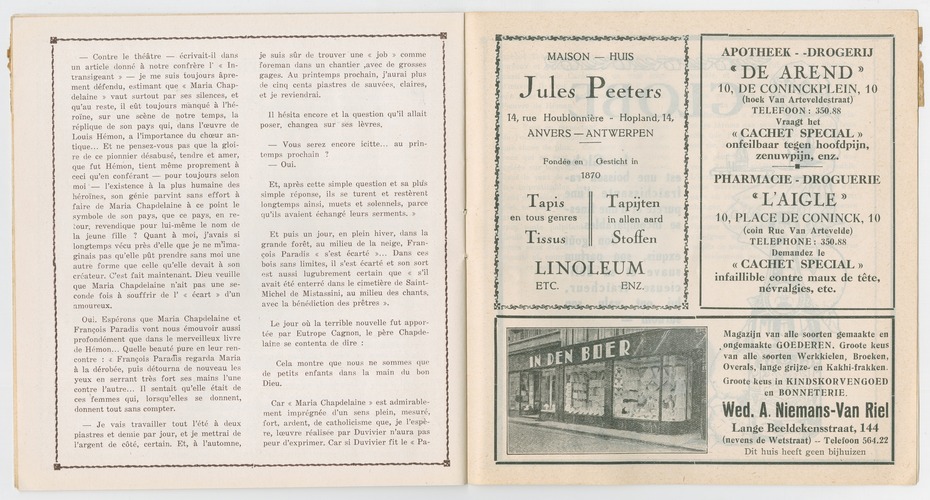 — Contre le théâtre — écrivait-il dans
un article donné à notre confrère l' « In-
transigeant » — je me suis toujours âpre-
ment défendu, estimant que « Maria Chap-
delaine » vaut surtout par ses silences, et
qu'au reste, il eût toujours manqué à l'hé-
roïne, sur une scène de notre temps, la
réplique de son pays qui, dans l'œuvre de
Louis Hémon, a l'importance du chœur an-
tique... Et ne pensez-vous pas que la gloi-
re de ce pionnier désabusé, tendre et amer,
que fut Hémon, tient même proprement à
ceci qu'en conférant — pour toujours selon
moi — l'existence à la plus humaine des
héroïnes, son génie parvint sans effort à
faire de Maria Chapdelaine à ce point le
symbole de son pays, que ce pays, en re-
tour, revendique pour lui-même le nom de
la jeune fille ? Quant à moi, j'avais si
longtemps vécu près d'elle que je ne m'ima-
ginais pas qu'elle pût prendre sans moi une
autre forme que celle qu'elle devait à son
créateur. C'est fait maintenant. Dieu veuille
que Maria Chapdelaine n'ait pas une se-
conde fois à souffrir de l' « écart » d'un
amoureux.
Oui. Espérons que Maria Chapdelaine et
François Paradis vont nous émouvoir aussi
profondément que dans le merveilleux livre
de Hémon... Quelle beauté pure en leur ren-
contre : « François Paradis regarda Maria
à la dérobée, puis détourna de nouveau les
yeux en serrant très fort ses mains l'une
contre l'autre... Il sentait qu'elle était de
ces femmes qui, lorsqu'elles se donnent,
donnent tout sans compter.
— Je vais travailler tout l'été à deux
piastres et demie par jour, et je mettrai de
l'argent de côté, certain. Et, à l'automne,
je suis sûr de trouver une « job » comme
foreman dans un chantier ,avec de grosses
gages. Au printemps prochain, j'aurai plus
de cinq cents piastres de sauvées, claires,
et je reviendrai.
Il hésita encore et la question qu'il allait
poser, changea sur ses lèvres.
— Vous serez encore icitte... au prin-
temps prochain ?
— Oui.
Et, après cette simple question et sa plus
simple réponse, ils se turent et restèrent
longtemps ainsi, muets et solennels, parce
qu'ils avaient échangé leurs serments. »
Et puis un jour, en plein hiver, dans la
grande forêt, au milieu de la neige, Fran-
çois Paradis « s'est écarté »... Dans ces
bois sans limites, il s'est écarté et son sort
est aussi lugubrement certain que « s'il
avait été enterré dans le cimetière de Saint-
Michel de Mistassini, au milieu des chants,
avec la bénédiction des prêtres ».
Le jour où la terrible nouvelle fut appor-
tée par Eutrope Cagnon, le père Chapde-
laine se contenta de dire :
Cela montre que nous ne sommes que
de petits enfants dans la main du bon
Dieu.
Car « Maria Chapdelaine » est admirable-
ment imprégnée d'un sens plein, mesuré,
fort, ardent, de catholicisme que, je l'espè-
re, lœuvre réalisée par Duvivier n'aura pas
peur d'exprimer. Car si Duvivier fit le « Pa-
MAISON — HUIS
Jules Peeters
14, rue Houblonnière - Hopland, 14,
ANVERS — ANTWERPEN
Fondée en Gesticht in
1870
Tapis Tapijten
en tous genres in allen aard
Tissus Stoffen
LINOLEUM
ETC. ENZ.
APOTHEEK - -DROGERIJ
“ DE AREND ”
10, DE CONINCKPLEIN, 10
(hoek Van Arteveldestraat)
TELEFOON : 350.88
Vraagt het
« CACHET SPECIAL »
onfeilbaar tegen hoofdpijn,
zenuwpijn, enz.
PHARMACIE - DROGUERIE
“ L'AIGLE ”
10, PLACE DE CONINCK, 10
(coin Rue Van Artevelde)
TELEPHONE : 350.88
Demandez le
« CACHET SPECIAL »
infaillible contre maux de tête,
névralgies, etc.
IN DEN BOER
Magazijn van alle soorten gemaakte en
ongemaakte GOEDEREN. Groote keus
van alle soorten Werkkielen, Broeken,
Overals, lange grijze- en Kakhi-frakken.
Groote keus in KINDSKORVENGOED
en BONNETERIE.
Wed. A. Niemans-Van Riel
Lange Beeldekensstraat, 144
(nevens de Wetstraat) — Telefoon 564.22
Dit huis heeft geen bijhuizen